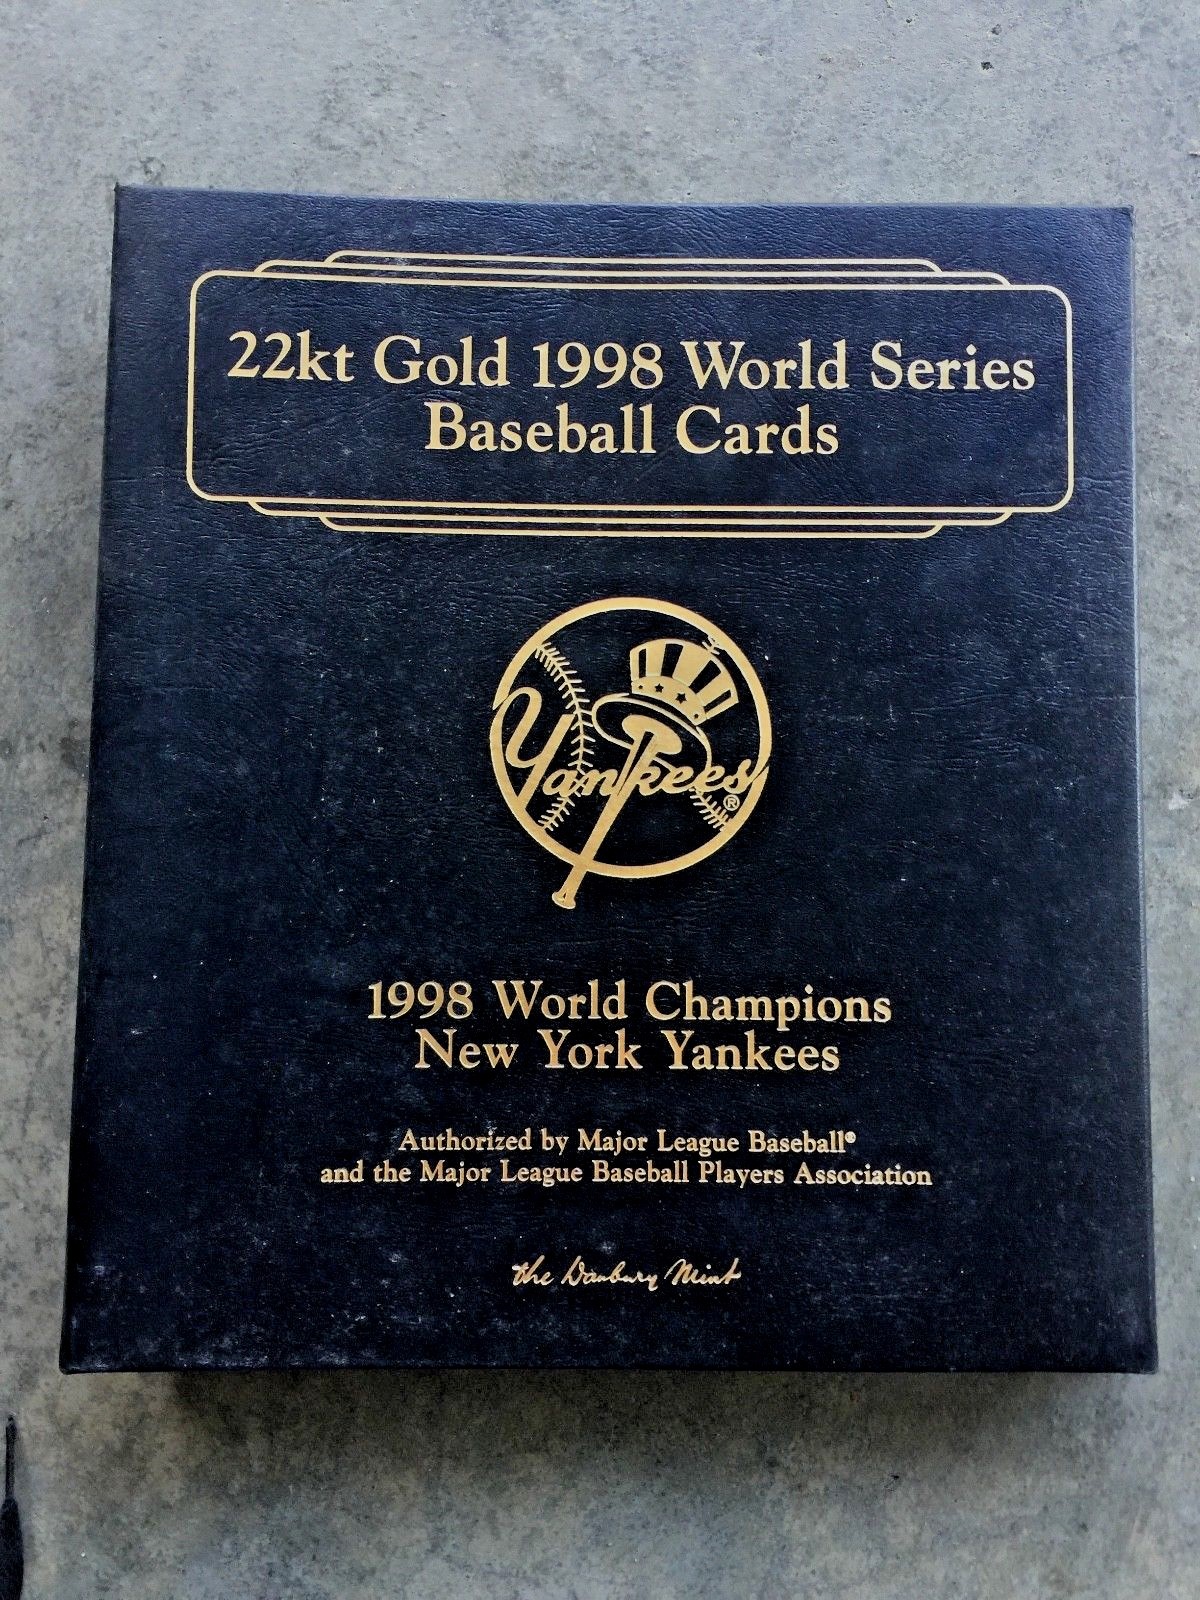 22kt Gold 1998 World Series
Baseball Cards
Yankees®
1998 World Champions
New York Yankees
Authorized by Major League Baseball®
and the Major League Baseball Players Association
the Danbury Mint